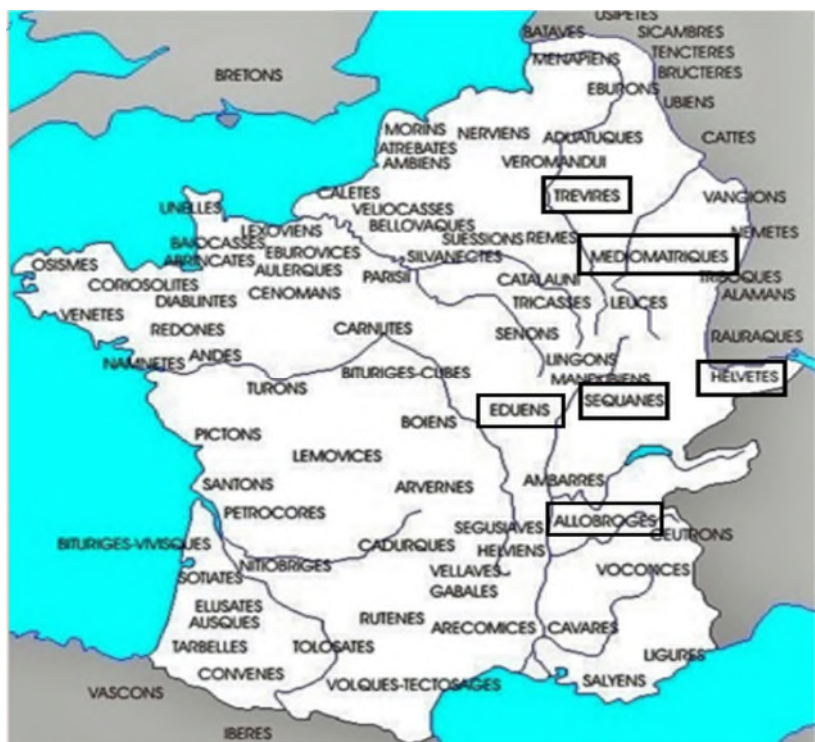 USIPETES
BATAVES
SICAMBRES
TENCTERES
MENAPIENS
BRUCTERES
BRETONS
EBURONS
UBIENS
MORINS
NERVIENS
ADUATUQUES
CATTES
ATREBATES
AMBIENS
VEROMANDUI
CALETES
TREVIRES
VANGIONS
UNELLES
VELIOCASSES
BELLOVAQUES
LEXOVIENS
SUESSIONS
REMES
NEMETES
BAIOCASSES
EBUROVICES
SILVANECTES
MEDIOMATRIQUES
OSISMES
ABRINCATES
AULERQUES
PARISII
CATALAUNI
TRIBOQUES
CORIOSOLITES
CENOMANS
ALAMANS
DIABLINTES
TRICASSES
LEUCES
VENETES
REDONES
CARNUTES
SENONS
RAURAQUES
NAMNETES
ANDES
LINGONS
BITURIGES-CUBES
MANDUBIENS
HELVETES
TURONS
SEQUANES
EDUENS
BOIENS
PICTONS
LEMOVICES
SANTONS
ARVERNES
AMBARRES
PETROCORES
SEGUSIAVES
ALLOBROGES
CEUTRONS
BITURIGES-VIVISQUES
CADURQUES
HELVIENS
NITIOBRIGES
VELLAVES
VOCONCES
SOTIATES
GABALES
ELUSATES
AUSQUES
RUTENES
ARECOMICES
CAVARES
TARBELLES
TOLOSATES
LIGURES
CONVENES
SALYENS
VOLQUES-TECTOSAGES
VASCONS
IBERES